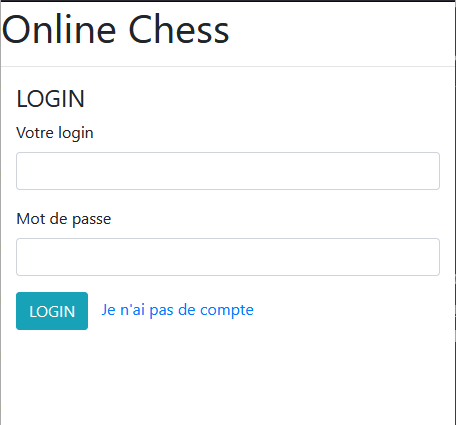 Online Chess
LOGIN
Votre login
Mot de passe
LOGIN Je n'ai pas de compte